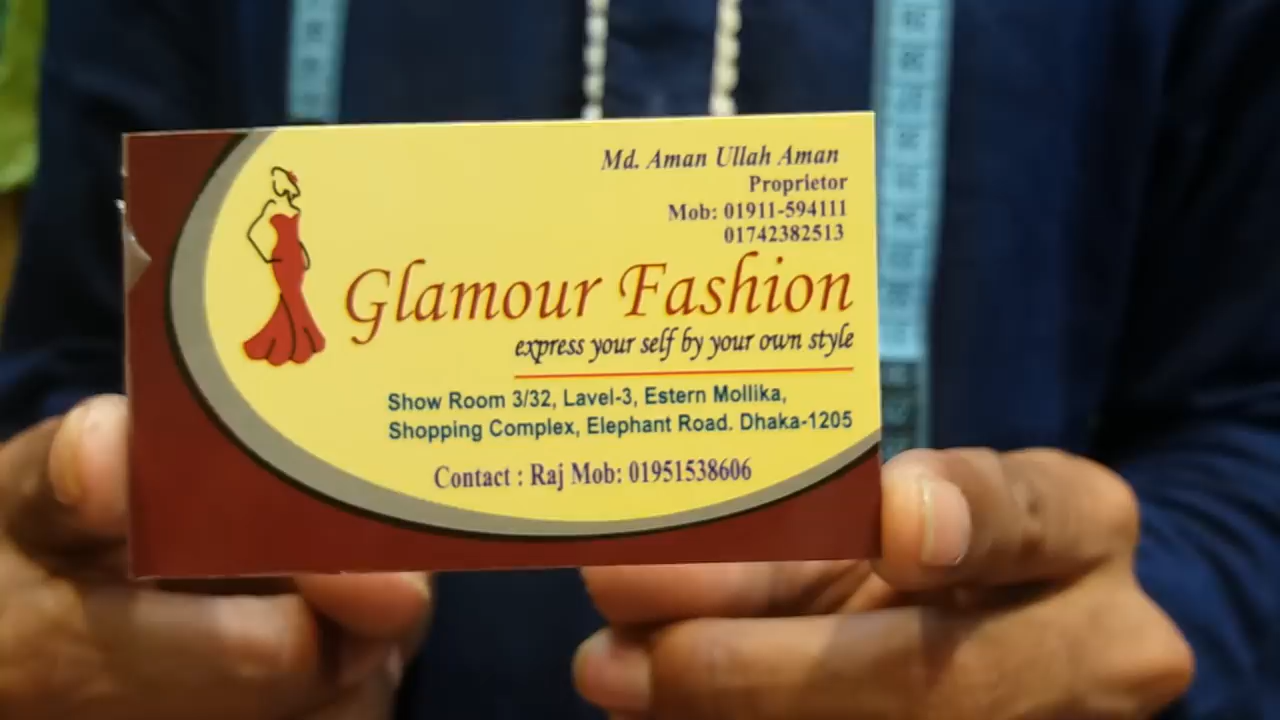 Md. Aman Ullah Aman
Proprietor
Mob: 01911-594111
01742382513
Glamour Fashion
express your self by your own style
Show Room 3/32, Lavel-3, Estern Mollika,
Shopping Complex, Elephant Road. Dhaka-1205
Contact : Raj Mob: 01951538606